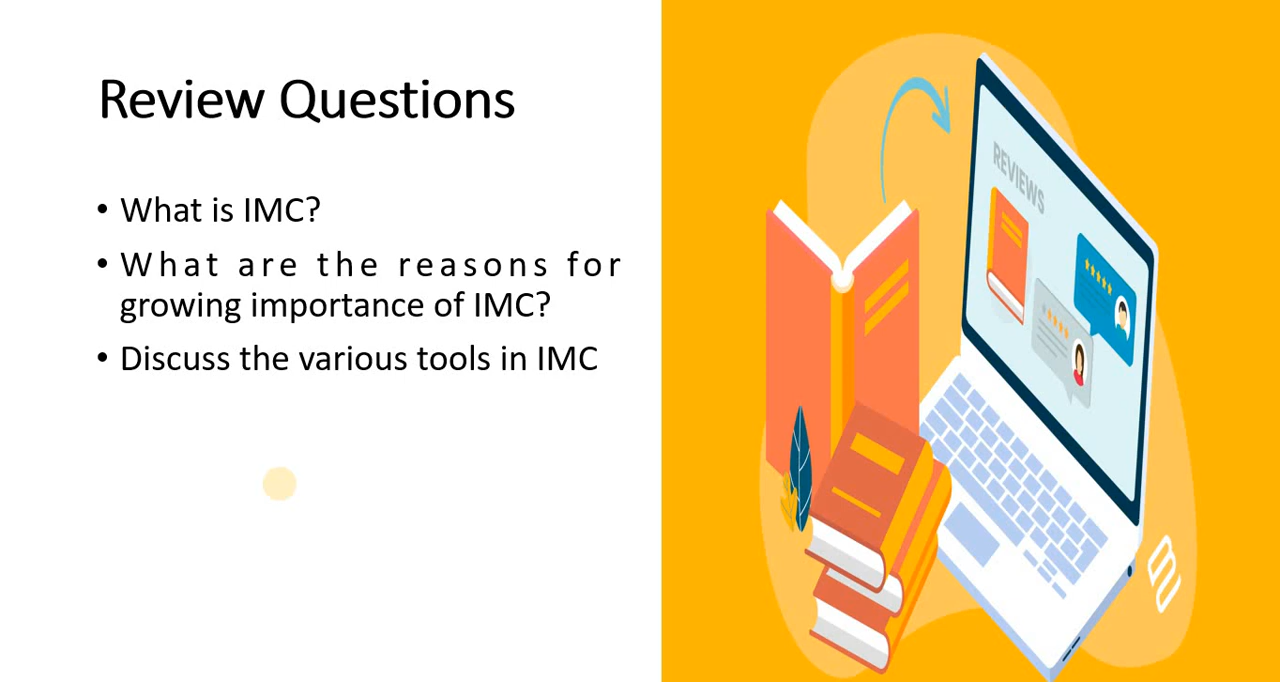 Review Questions
• What is IMC?
• What are the reasons for
growing importance of IMC?
• Discuss the various tools in IMC
REVIEWS